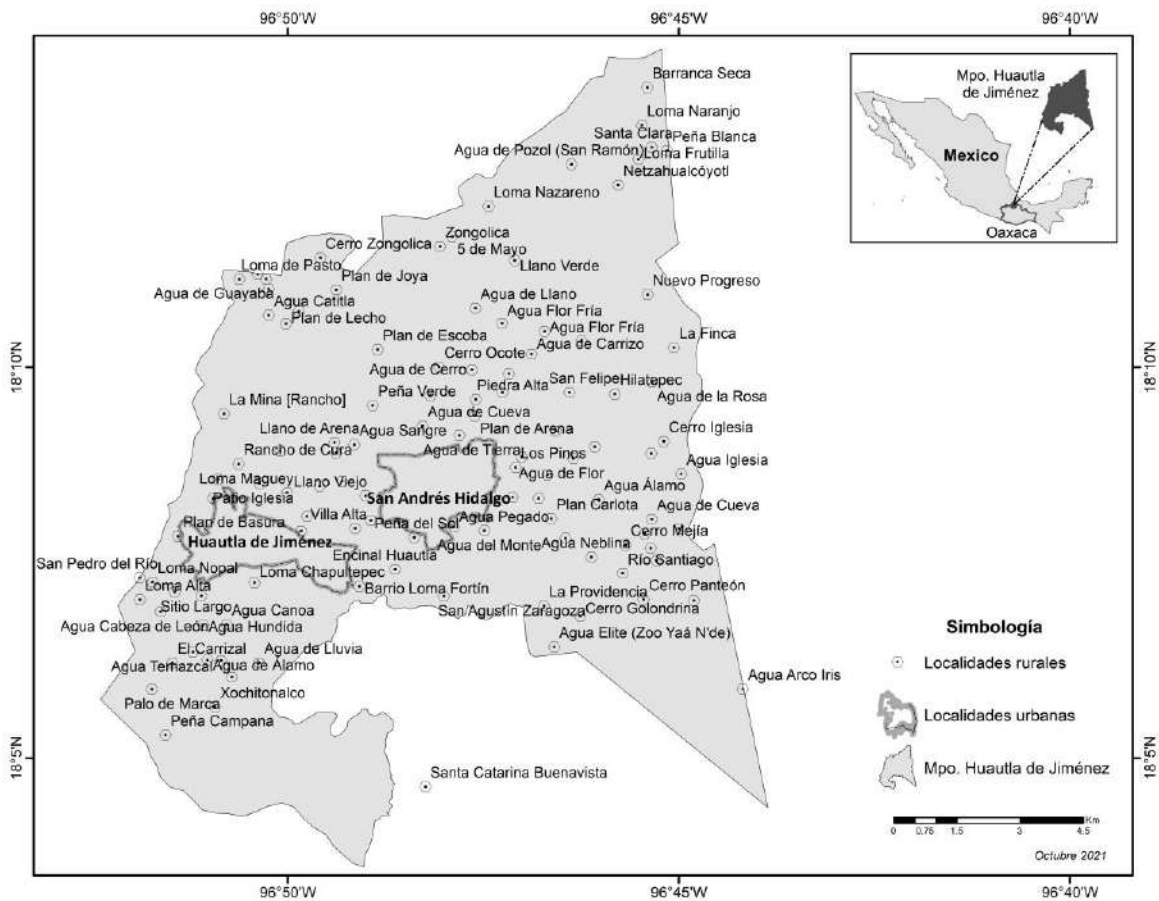 96°50'W
96°45'W
96°40'W
Barranca Seca
Mpo. Huautla
de Jiménez
Mexico
Oaxaca
Loma Naranjo
Santa Clara
Peña Blanca
Agua de Pozol (San Ramón)
Loma Frutilla
Netzahualcóyotl
Loma Nazareno
Zongolica
Cerro Zongolica
5 de Mayo
Loma de Pasto
Llano Verde
Plan de Joya
Nuevo Progreso
Agua de Guayaba
Agua Catitla
Agua de Llano
Plan de Lecho
Agua Flor Fría
Agua Flor Fría
La Finca
Plan de Escoba
Agua de Carrizo
Cerro Ocote
18°10'N
18°10'N
Agua de Cerro
Peña Verde
Piedra Alta
San Felipe
Hilatepec
Agua de la Rosa
La Mina [Rancho]
Agua de Cueva
Llano de Arena
Agua Sangre
Plan de Arena
Cerro Iglesia
Rancho de Cura
Agua de Tierra
Los Pinos
Agua Iglesia
Loma Maguey
Llano Viejo
Agua de Flor
Patio Iglesia
San Andrés Hidalgo
Agua Álamo
Villa Alta
Plan Carlota
Agua de Cueva
Plan de Basura
Peña del Sol
Agua Pegado
Huautla de Jiménez
Cerro Mejía
Agua del Monte
Agua Neblina
Encinal Huautla
San Pedro del Río
Loma Nopal
Río Santiago
Loma Alta
Loma Chapultepec
Barrio Loma Fortín
La Providencia
Cerro Panteón
Sitio Largo
Agua Canoa
San Agustín Zaragoza
Cerro Golondrina
Agua Cabeza de León
Agua Hundida
Agua Elite (Zoo Yaá N'de)
El Carrizal
Agua de Lluvia
Agua Temazcal
Agua de Álamo
Agua Arco Iris
Xochitonalco
Palo de Marca
Peña Campana
Santa Catarina Buenavista
18°5'N
18°5'N
Simbología
Localidades rurales
Localidades urbanas
Mpo. Huautla de Jiménez
Km
0 0.75 1.5 3 4.5
Octubre 2021
96°50'W
96°45'W
96°40'W